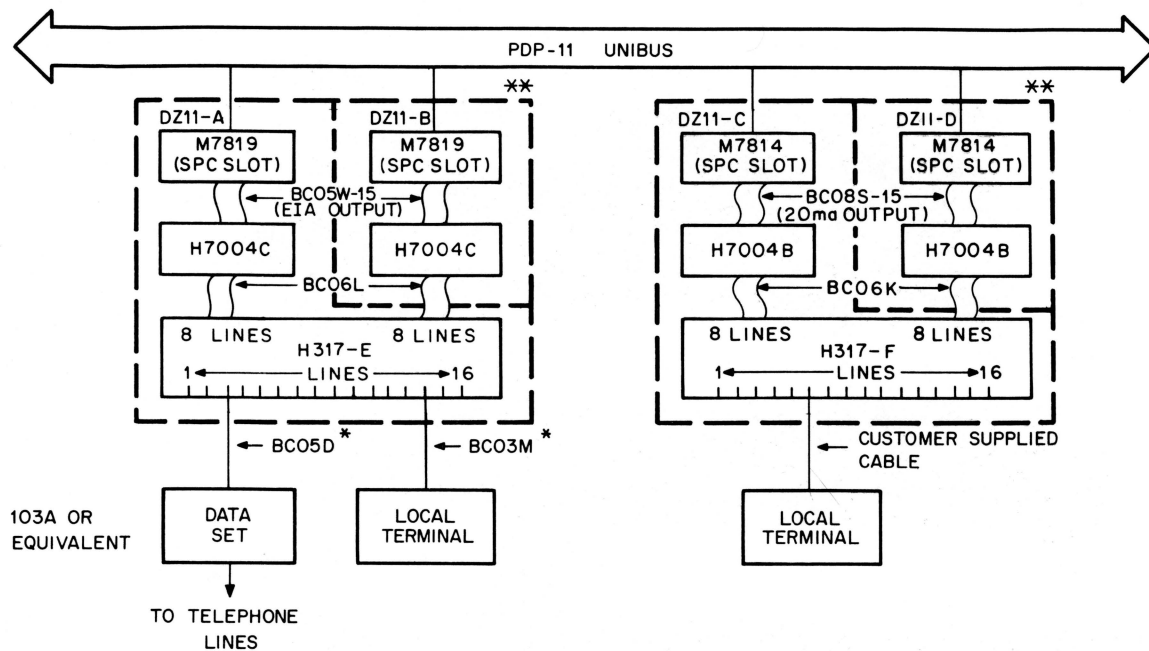 PDP-11 UNIBUS
**
**
DZ11-A
DZ11-B
DZ11-C
DZ11-D
M7819
(SPC SLOT)
M7819
(SPC SLOT)
M7814
(SPC SLOT)
M7814
(SPC SLOT)
BC05W-15
(EIA OUTPUT)
BC08S-15
(20ma OUTPUT)
H7004C
H7004C
H7004B
H7004B
BC06L
BC06K
8 LINES
8 LINES
8 LINES
8 LINES
H317-E
1 LINES 16
H317-F
1 LINES 16
BC05D*
BC03M*
CUSTOMER SUPPLIED
CABLE
103A OR
EQUIVALENT
DATA
SET
LOCAL
TERMINAL
LOCAL
TERMINAL
TO TELEPHONE
LINES